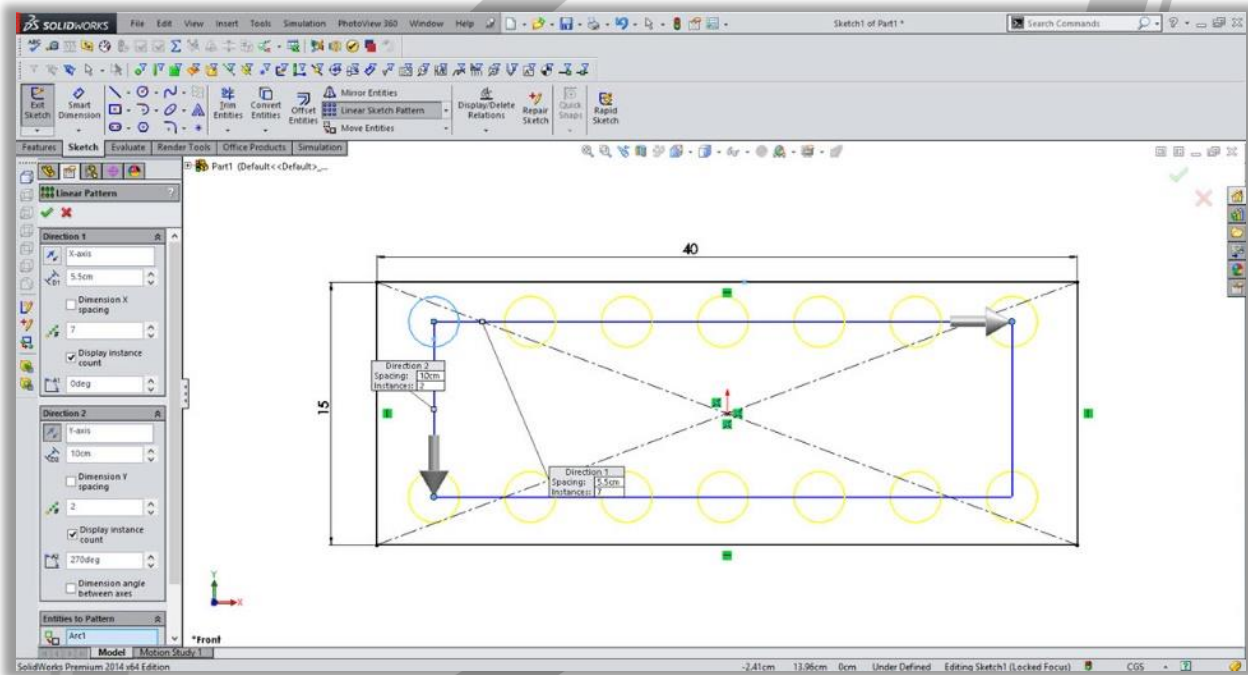 SOLIDWORKS File Edit View Insert Tools Simulation PhotoView 360 Window Help Sketch1 of Part1 * Search Commands
Exit Sketch
Smart Dimension
Trim Entities
Convert Entities
Offset Entities
Mirror Entities
Linear Sketch Pattern
Move Entities
Display/Delete Relations
Repair Sketch
Quick Snaps
Rapid Sketch
Features Sketch Evaluate Render Tools Office Products Simulation
Part1 (Default<<Default>_...
Linear Pattern ?
Direction 1
X-axis
D1 5.5cm
Dimension X spacing
7
Display instance count
0deg
Direction 2
Y-axis
10cm
Dimension Y spacing
2
Display instance count
270deg
Dimension angle between axes
Entities to Pattern
Arc1
40
15
Direction 2
Spacing: 10cm
Instances: 2
Direction 1
Spacing: 5.5cm
Instances: 7
Y
X
*Front
Model Motion Study 1
SolidWorks Premium 2014 x64 Edition -2.41cm 13.96cm 0cm Under Defined Editing Sketch1 (Locked Focus) CGS